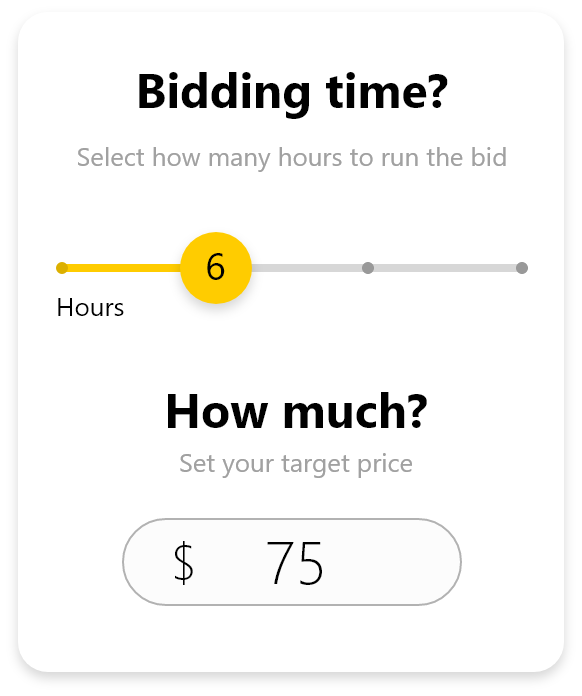 Bidding time?
Select how many hours to run the bid
6
Hours
How much?
Set your target price
$ 75